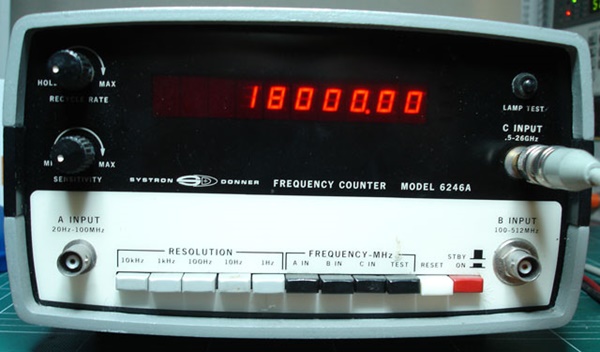 18000.00
HOLD MAX
RECYCLE RATE
LAMP TEST
C INPUT
.5-26GHz
MAX
SENSITIVITY
SYSTRON DONNER FREQUENCY COUNTER MODEL 6246A
A INPUT
20Hz-100MHz
B INPUT
100-512MHz
RESOLUTION
FREQUENCY-MHz
STBY
10kHz 1kHz 100Hz 10Hz 1Hz A IN B IN C IN TEST RESET ON